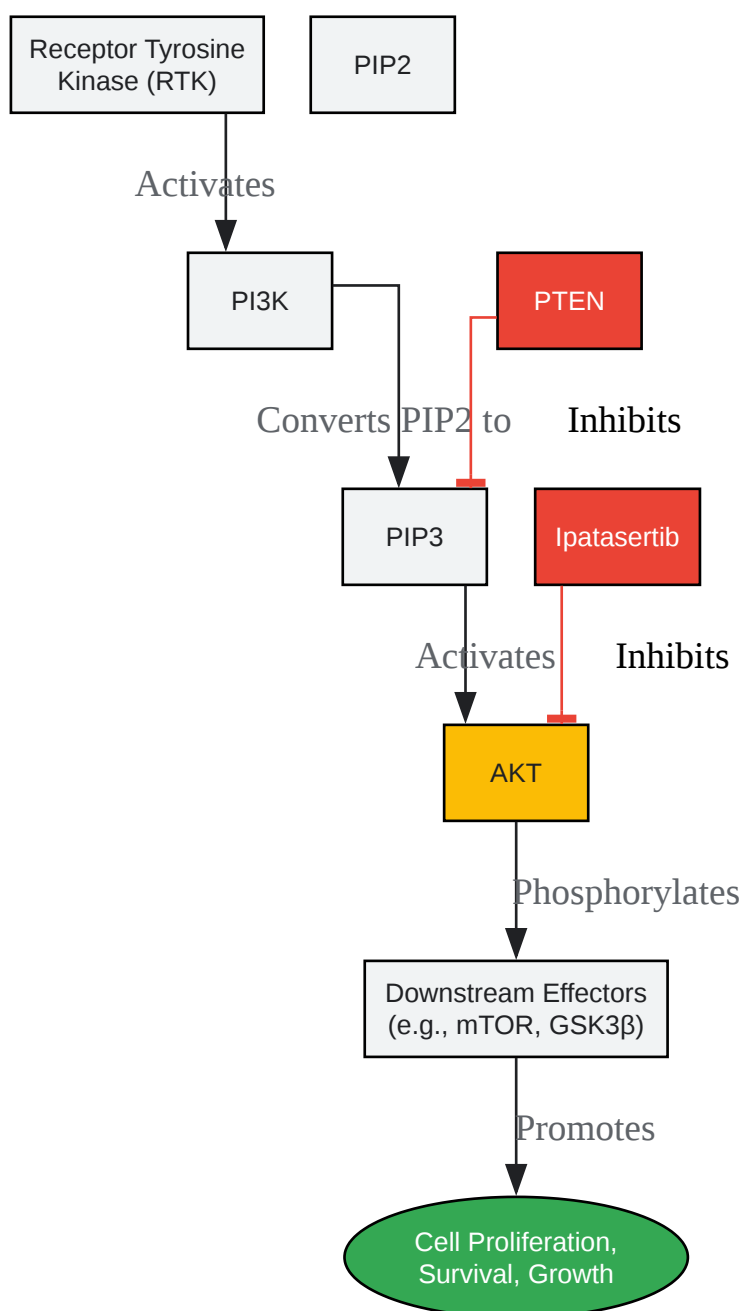 Receptor Tyrosine
Kinase (RTK)
PIP2
Activates
PI3K
PTEN
Converts PIP2 to
Inhibits
PIP3
Ipatasertib
Activates
Inhibits
AKT
Phosphorylates
Downstream Effectors
(e.g., mTOR, GSK3β)
Promotes
Cell Proliferation,
Survival, Growth